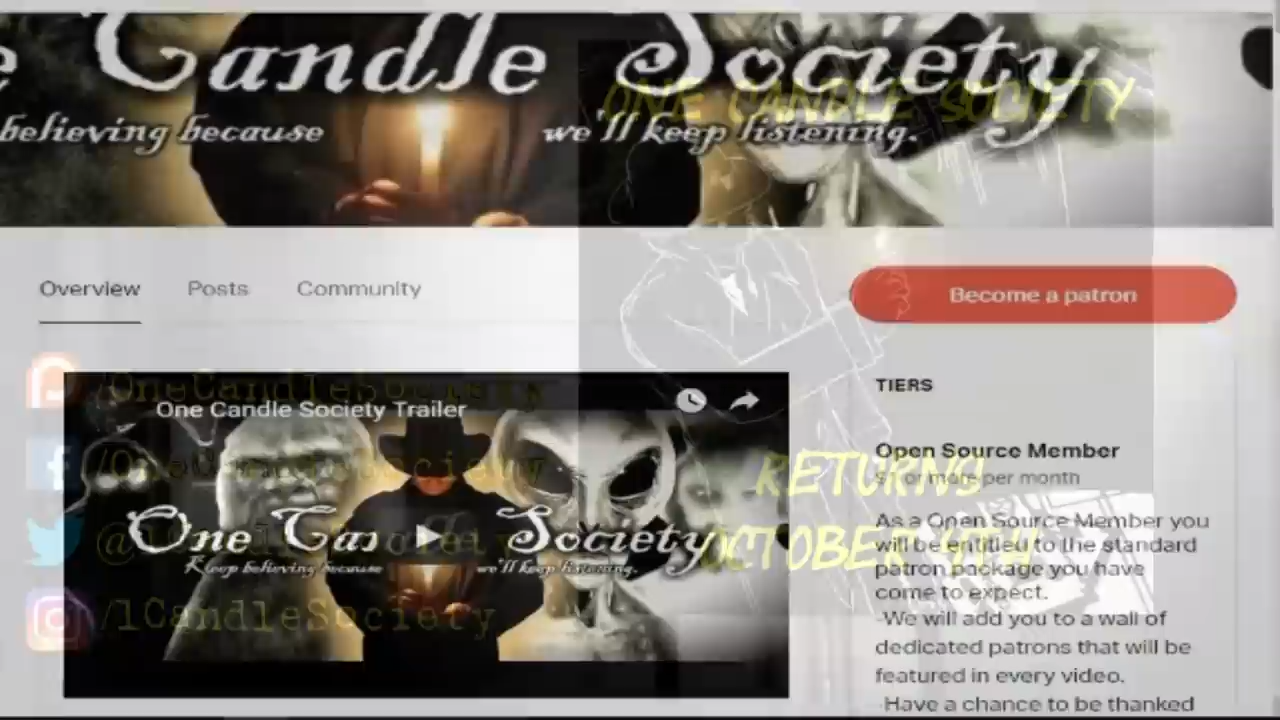 Candle Society
ONE CANDLE SOCIETY
believing because we'll keep listening.
Overview Posts Community
Become a patron
/OneCandleSociety
One Candle Society Trailer
TIERS
Open Source Member
or more per month
/OneCandleSociety
RETURNS
One Society
Keep believing because we'll keep listening.
As a Open Source Member you
will be entitled to the standard
patron package you have
come to expect.
-We will add you to a wall of
dedicated patrons that will be
featured in every video.
-Have a chance to be thanked
/1CandleSociety